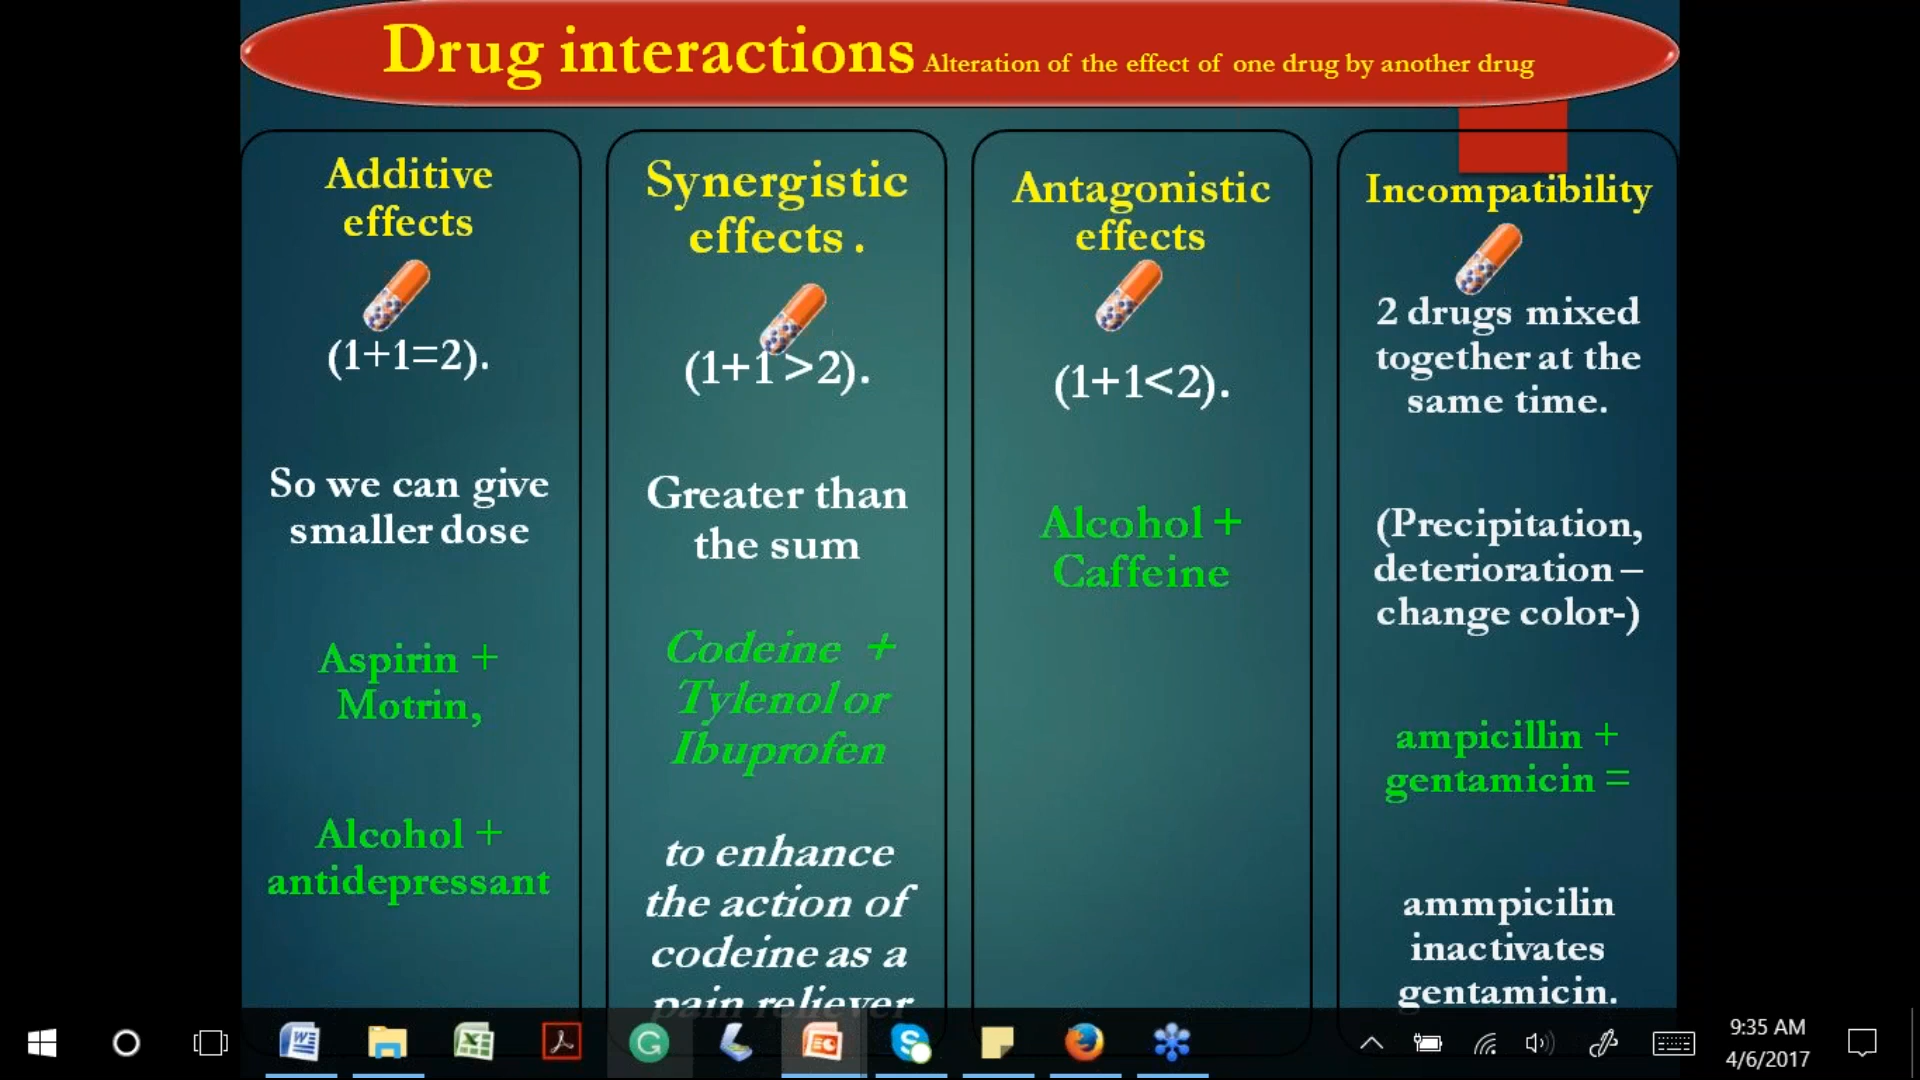 Drug interactions Alteration of the effect of one drug by another drug
Additive
effects
(1+1=2).
So we can give
smaller dose
Aspirin +
Motrin,
Alcohol +
antidepressant
Synergistic
effects .
(1+1>2).
Greater than
the sum
Codeine +
Tylenol or
Ibuprofen
to enhance
the action of
codeine as a
pain reliever
Antagonistic
effects
(1+1<2).
Alcohol +
Caffeine
Incompatibility
2 drugs mixed
together at the
same time.
(Precipitation,
deterioration –
change color-)
ampicillin +
gentamicin =
ammpicilin
inactivates
gentamicin.
9:35 AM
4/6/2017